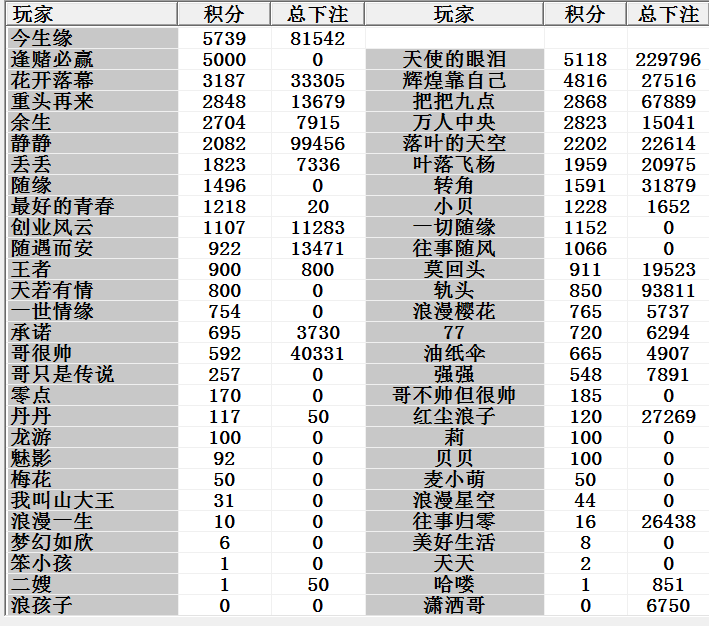 玩家 积分 总下注 玩家 积分 总下注
今生缘 5739 81542
逢赌必赢 5000 0 天使的眼泪 5118 229796
花开落幕 3187 33305 辉煌靠自己 4816 27516
重头再来 2848 13679 把把九点 2868 67889
余生 2704 7915 万人中央 2823 15041
静静 2082 99456 落叶的天空 2202 22614
丢丢 1823 7336 叶落飞杨 1959 20975
随缘 1496 0 转角 1591 31879
最好的青春 1218 20 小贝 1228 1652
创业风云 1107 11283 一切随缘 1152 0
随遇而安 922 13471 往事随风 1066 0
王者 900 800 莫回头 911 19523
天若有情 800 0 轨头 850 93811
一世情缘 754 0 浪漫樱花 765 5737
承诺 695 3730 77 720 6294
哥很帅 592 40331 油纸伞 665 4907
哥只是传说 257 0 强强 548 7891
零点 170 0 哥不帅但很帅 185 0
丹丹 117 50 红尘浪子 120 27269
龙游 100 0 莉 100 0
魅影 92 0 贝贝 100 0
梅花 50 0 麦小萌 50 0
我叫山大王 31 0 浪漫星空 44 0
浪漫一生 10 0 往事归零 16 26438
梦幻如欣 6 0 美好生活 8 0
笨小孩 1 0 天天 2 0
二嫂 1 50 哈喽 1 851
浪孩子 0 0 潇洒哥 0 6750